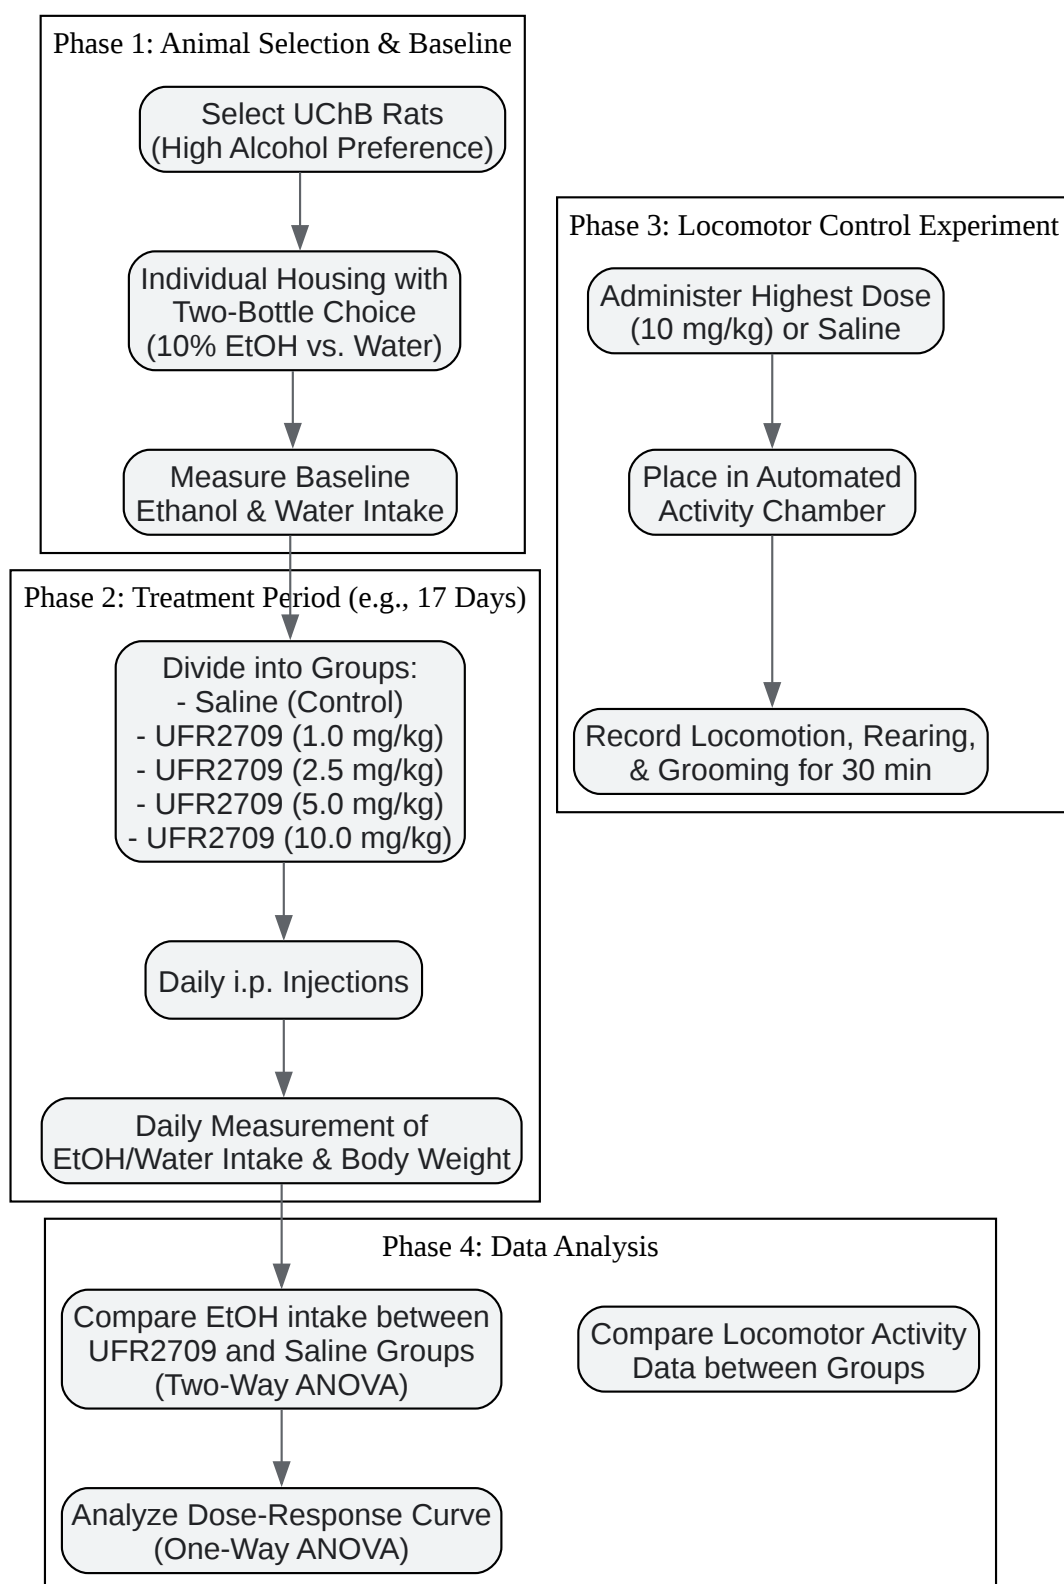 Phase 1: Animal Selection & Baseline
Select UChB Rats
(High Alcohol Preference)
Individual Housing with
Two-Bottle Choice
(10% EtOH vs. Water)
Measure Baseline
Ethanol & Water Intake
Phase 2: Treatment Period (e.g., 17 Days)
Divide into Groups:
- Saline (Control)
- UFR2709 (1.0 mg/kg)
- UFR2709 (2.5 mg/kg)
- UFR2709 (5.0 mg/kg)
- UFR2709 (10.0 mg/kg)
Daily i.p. Injections
Daily Measurement of
EtOH/Water Intake & Body Weight
Phase 3: Locomotor Control Experiment
Administer Highest Dose
(10 mg/kg) or Saline
Place in Automated
Activity Chamber
Record Locomotion, Rearing,
& Grooming for 30 min
Phase 4: Data Analysis
Compare EtOH intake between
UFR2709 and Saline Groups
(Two-Way ANOVA)
Analyze Dose-Response Curve
(One-Way ANOVA)
Compare Locomotor Activity
Data between Groups